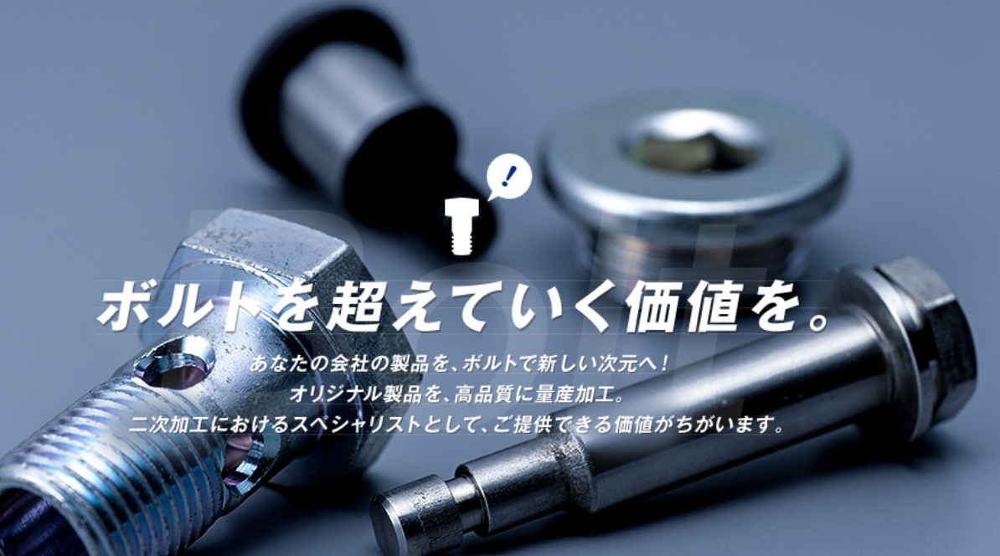 !
Bolt
ボルトを超えていく価値を。
あなたの会社の製品を、ボルトで新しい次元へ!
オリジナル製品を、高品質に量産加工。
二次加工におけるスペシャリストとして、ご提供できる価値がちがいます。